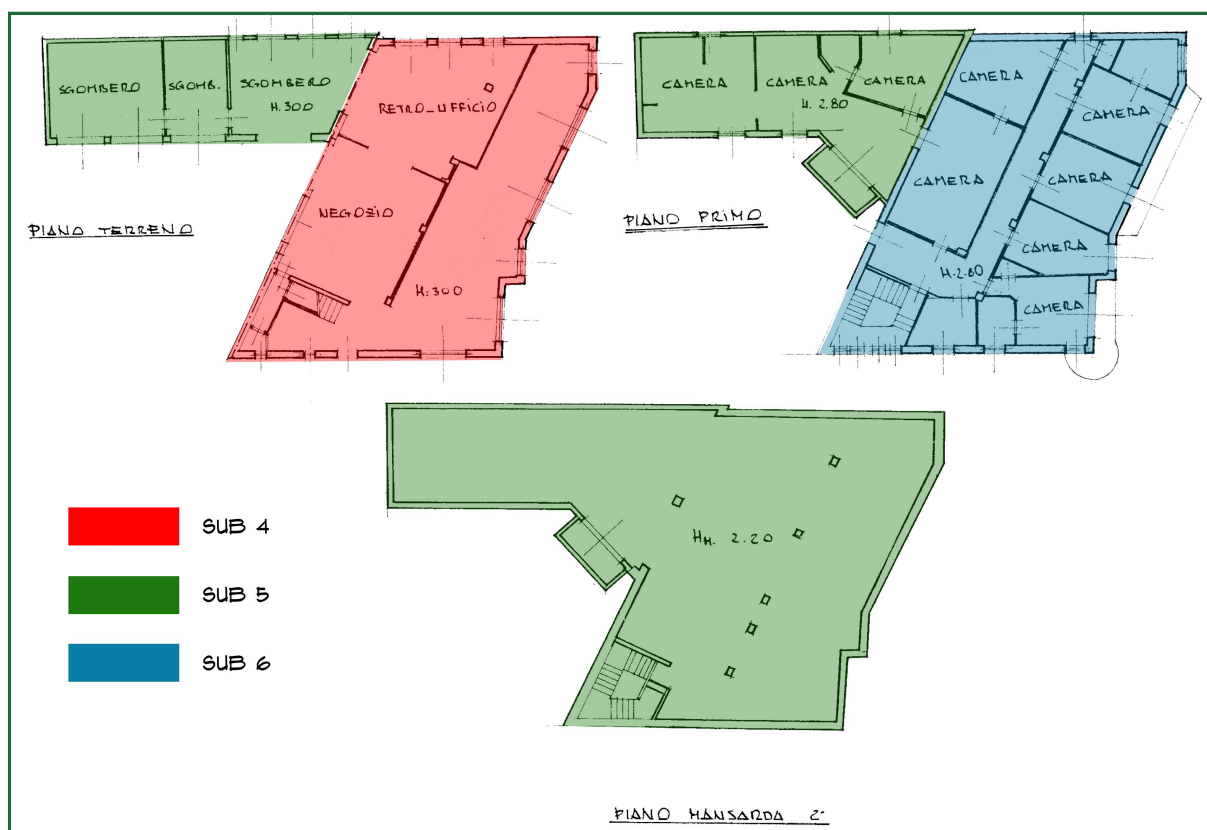 SGOMBERO
SGOMB.
SGOMBERO
H. 300
RETRO_UFFICIO
NEGOZIO
H: 300
PIANO TERRENO
CAMERA
CAMERA
CAMERA
H. 2.80
CAMERA
CAMERA
CAMERA
CAMERA
CAMERA
H. 2.80
CAMERA
PIANO PRIMO
HM. 2.20
SUB 4
SUB 5
SUB 6
PIANO MANSARDA 2°